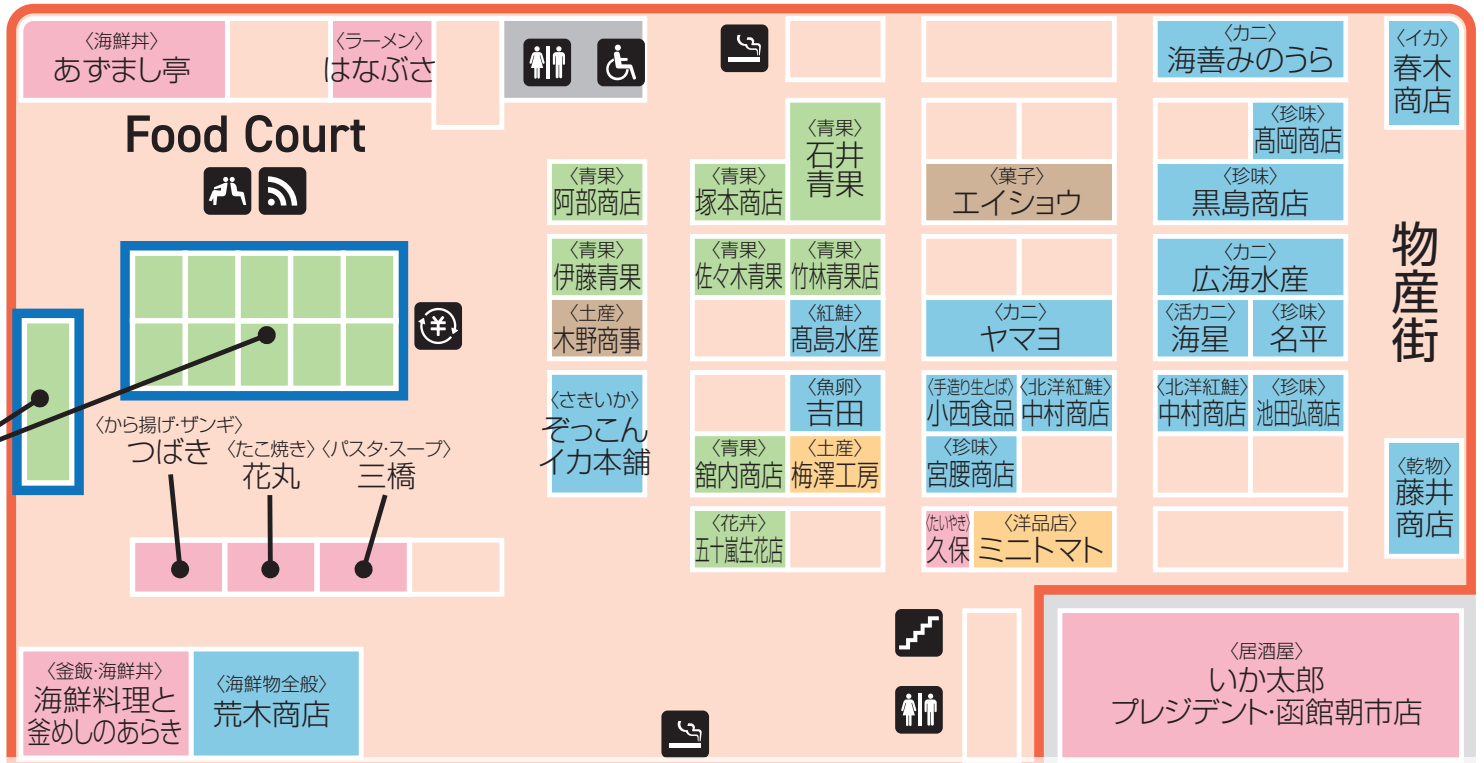 〈海鮮丼〉
あずまし亭
〈ラーメン〉
はなぶさ
Food Court
〈から揚げ・ザンギ〉
つばき
〈たこ焼き〉
花丸
〈パスタ・スープ〉
三橋
〈釜飯・海鮮丼〉
海鮮料理と
釜めしのあらき
〈海鮮物全般〉
荒木商店
〈青果〉
阿部商店
〈青果〉
伊藤青果
〈土産〉
木野商事
〈さきいか〉
ぞっこん
イカ本舗
〈青果〉
石井
青果
〈青果〉
塚本商店
〈青果〉
佐々木青果
〈青果〉
竹林青果店
〈紅鮭〉
髙島水産
〈魚卵〉
吉田
〈青果〉
舘内商店
〈土産〉
梅澤工房
〈花卉〉
五十嵐生花店
〈菓子〉
エイショウ
〈カニ〉
ヤマヨ
〈手造り生とば〉
小西食品
〈北洋紅鮭〉
中村商店
〈珍味〉
宮腰商店
〈たいやき〉
久保
〈洋品店〉
ミニトマト
〈カニ〉
海善みのうら
〈珍味〉
髙岡商店
〈珍味〉
黒島商店
〈カニ〉
広海水産
〈活カニ〉
海星
〈珍味〉
名平
〈北洋紅鮭〉
中村商店
〈珍味〉
池田弘商店
〈イカ〉
春木
商店
物産街
〈乾物〉
藤井
商店
〈居酒屋〉
いか太郎
プレジデント・函館朝市店
¥